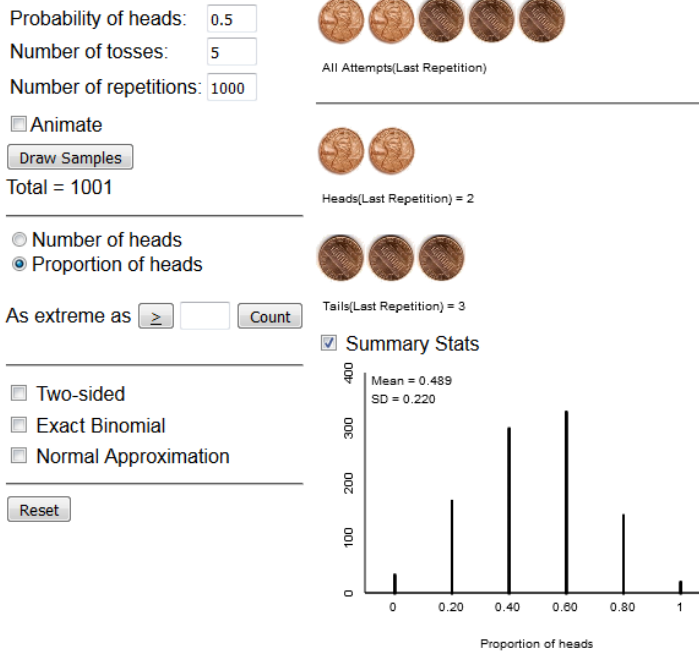 Probability of heads: 0.5
Number of tosses: 5
Number of repetitions: 1000
Animate
Draw Samples
Total = 1001
Number of heads
Proportion of heads
As extreme as ≥ Count
Two-sided
Exact Binomial
Normal Approximation
Reset
All Attempts(Last Repetition)
Heads(Last Repetition) = 2
Tails(Last Repetition) = 3
Summary Stats
Mean = 0.489
SD = 0.220
400
300
200
100
0
0 0.20 0.40 0.60 0.80 1
Proportion of heads